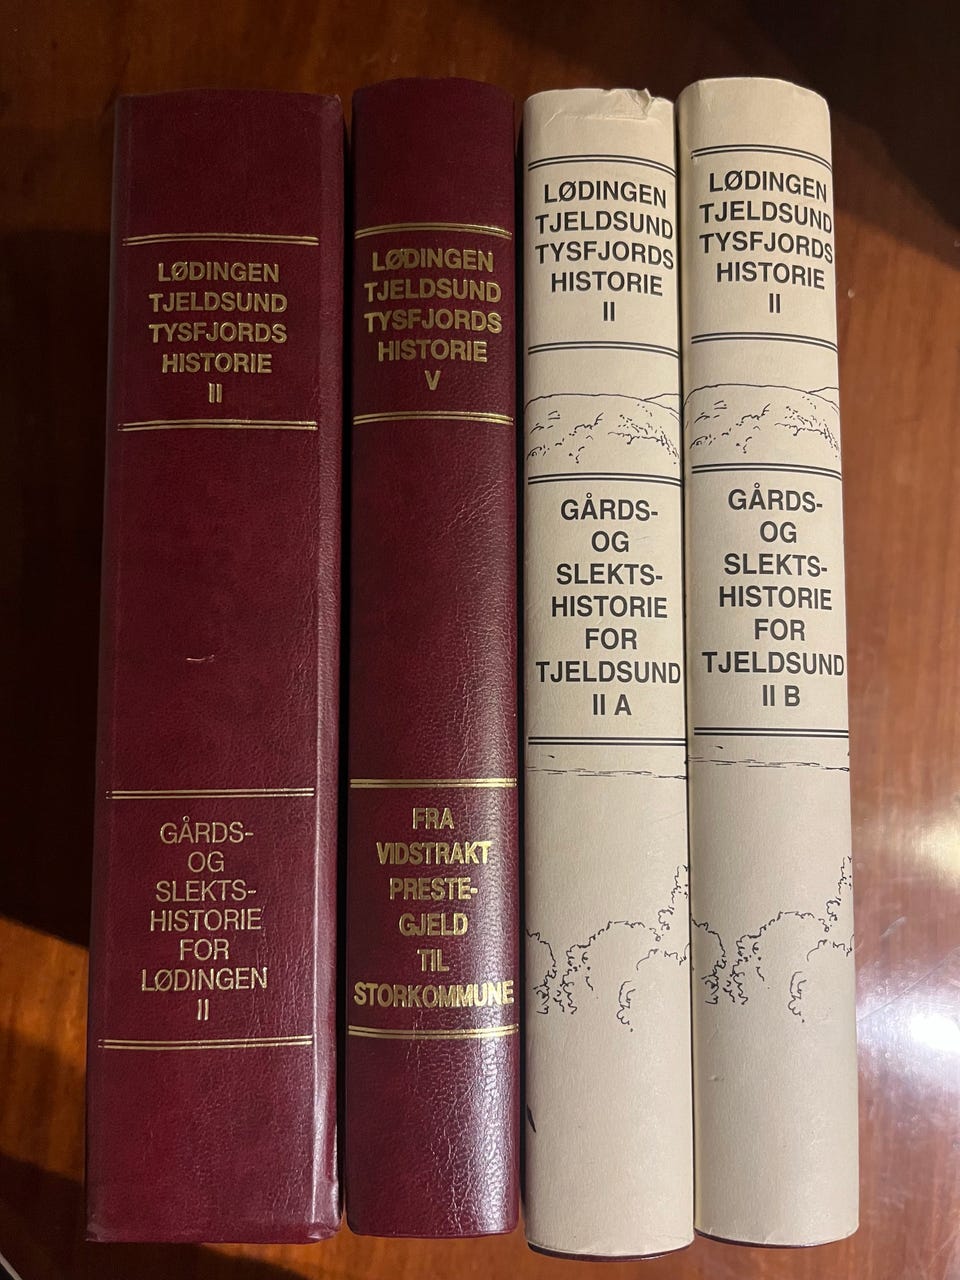 LØDINGEN
TJELDSUND
TYSFJORDS
HISTORIE
II
GÅRDS-
OG
SLEKTS-
HISTORIE
FOR
LØDINGEN
II
LØDINGEN
TJELDSUND
TYSFJORDS
HISTORIE
V
FRA
VIDSTRAKT
PRESTE-
GJELD
TIL
STORKOMMUNE
LØDINGEN
TJELDSUND
TYSFJORDS
HISTORIE
II
GÅRDS-
OG
SLEKTS-
HISTORIE
FOR
TJELDSUND
II A
LØDINGEN
TJELDSUND
TYSFJORDS
HISTORIE
II
GÅRDS-
OG
SLEKTS-
HISTORIE
FOR
TJELDSUND
II B